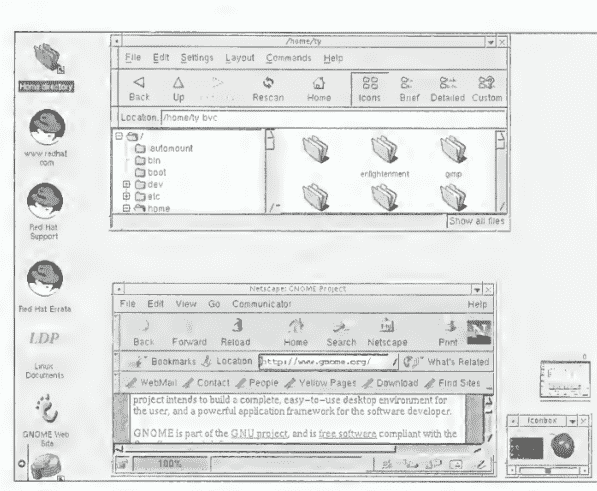 /home/ty
File Edit Settings Layout Commands Help
Back Up Rescan Home Icons Brief Detailed Custom
Location: /home/ty bvc
/
.automount
bin
boot
dev
etc
home
enlightenment gimp
/~
Show all files
Home directory
www.redhat
com
Red Hat
Support
Red Hat Errata
LDP
Linux
Documents
GNOME Web
Site
Netscape: GNOME Project
File Edit View Go Communicator Help
Back Forward Reload Home Search Netscape Print N
Bookmarks Location: http://www.gnome.org/ What's Related
WebMail Contact People Yellow Pages Download Find Sites
project intends to build a complete, easy-to-use desktop environment for
the user, and a powerful application framework for the software developer.
GNOME is part of the GNU project, and is free software compliant with the
100%
0
Iconbox